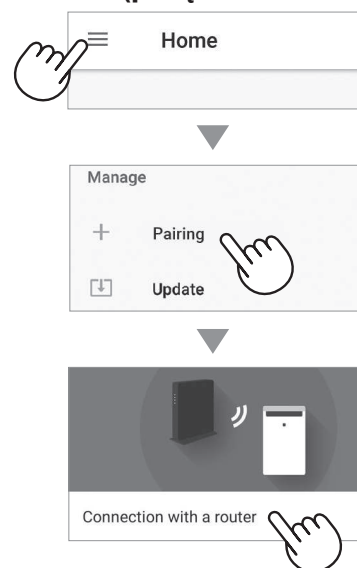 Home
Manage
Pairing
Update
Connection with a router